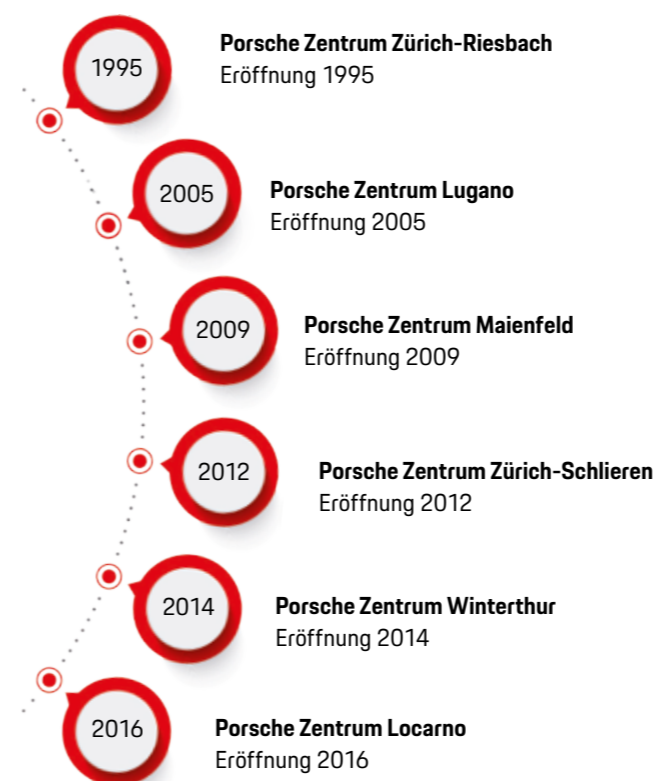 1995
Porsche Zentrum Zürich-Riesbach
Eröffnung 1995
2005
Porsche Zentrum Lugano
Eröffnung 2005
2009
Porsche Zentrum Maienfeld
Eröffnung 2009
2012
Porsche Zentrum Zürich-Schlieren
Eröffnung 2012
2014
Porsche Zentrum Winterthur
Eröffnung 2014
2016
Porsche Zentrum Locarno
Eröffnung 2016